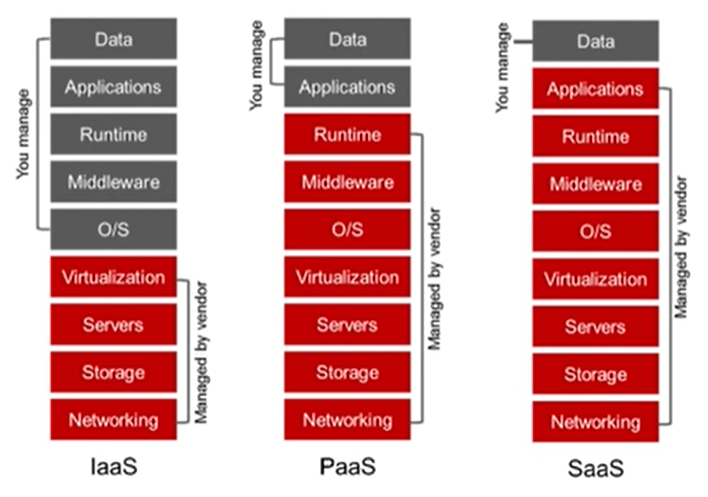 You manage
Data
Applications
Runtime
Middleware
O/S
Virtualization
Servers
Storage
Networking
Managed by vendor
IaaS
You manage
Data
Applications
Runtime
Middleware
O/S
Virtualization
Servers
Storage
Networking
Managed by vendor
PaaS
You manage
Data
Applications
Runtime
Middleware
O/S
Virtualization
Servers
Storage
Networking
Managed by vendor
SaaS